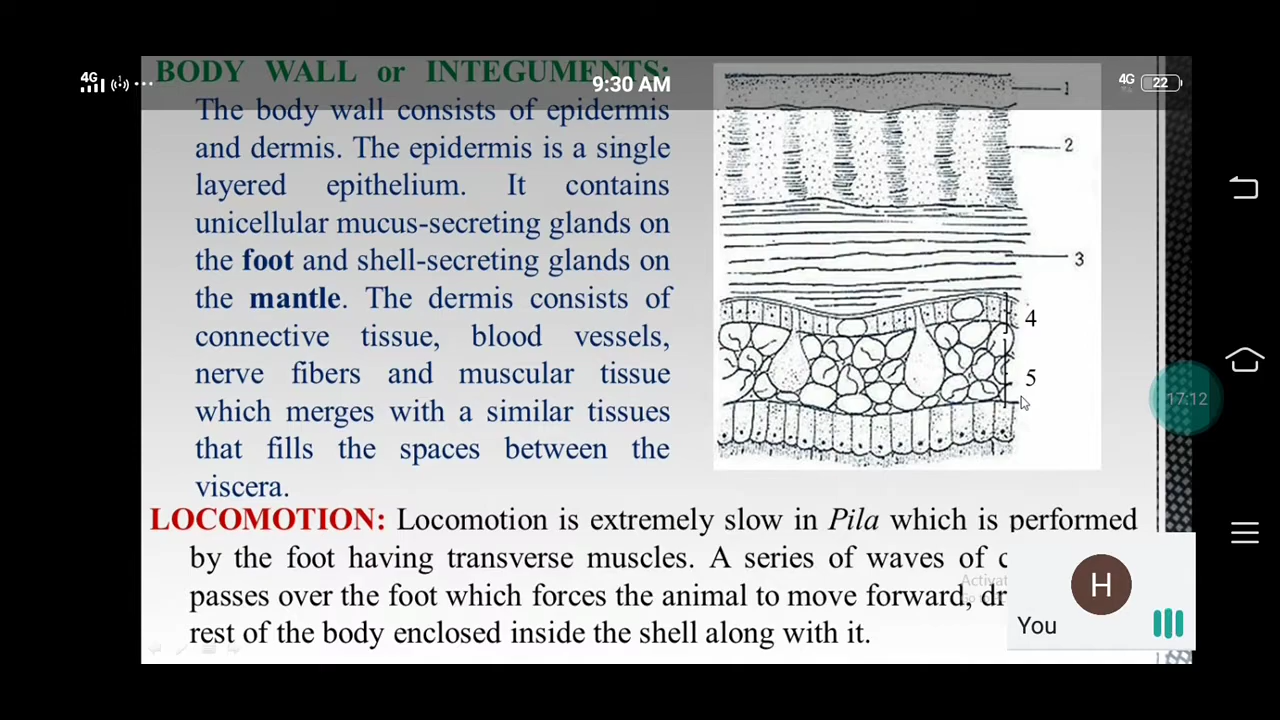 4G
9:30 AM
4G
22
BODY WALL or INTEGUMENTS:
The body wall consists of epidermis
and dermis. The epidermis is a single
layered epithelium. It contains
unicellular mucus-secreting glands on
the foot and shell-secreting glands on
the mantle. The dermis consists of
connective tissue, blood vessels,
nerve fibers and muscular tissue
which merges with a similar tissues
that fills the spaces between the
viscera.
1
2
3
4
5
17:12
LOCOMOTION: Locomotion is extremely slow in Pila which is performed
by the foot having transverse muscles. A series of waves of c
passes over the foot which forces the animal to move forward, dr
rest of the body enclosed inside the shell along with it.
Activat
H
You